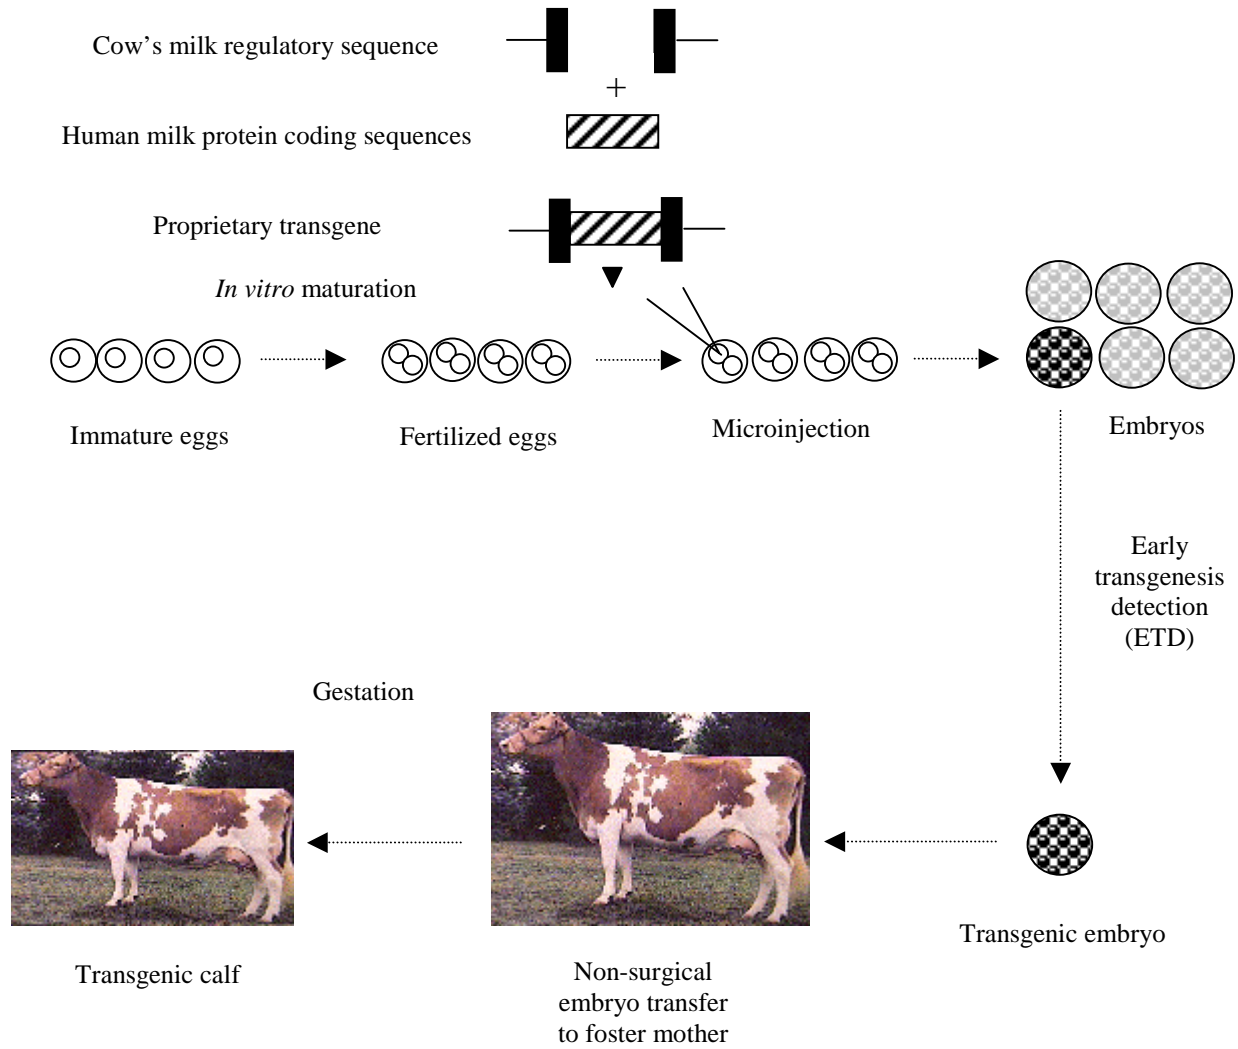 Cow's milk regulatory sequence
+
Human milk protein coding sequences
Proprietary transgene
In vitro maturation
Immature eggs
Fertilized eggs
Microinjection
Embryos
Early
transgenesis
detection
(ETD)
Gestation
Transgenic embryo
Transgenic calf
Non-surgical
embryo transfer
to foster mother